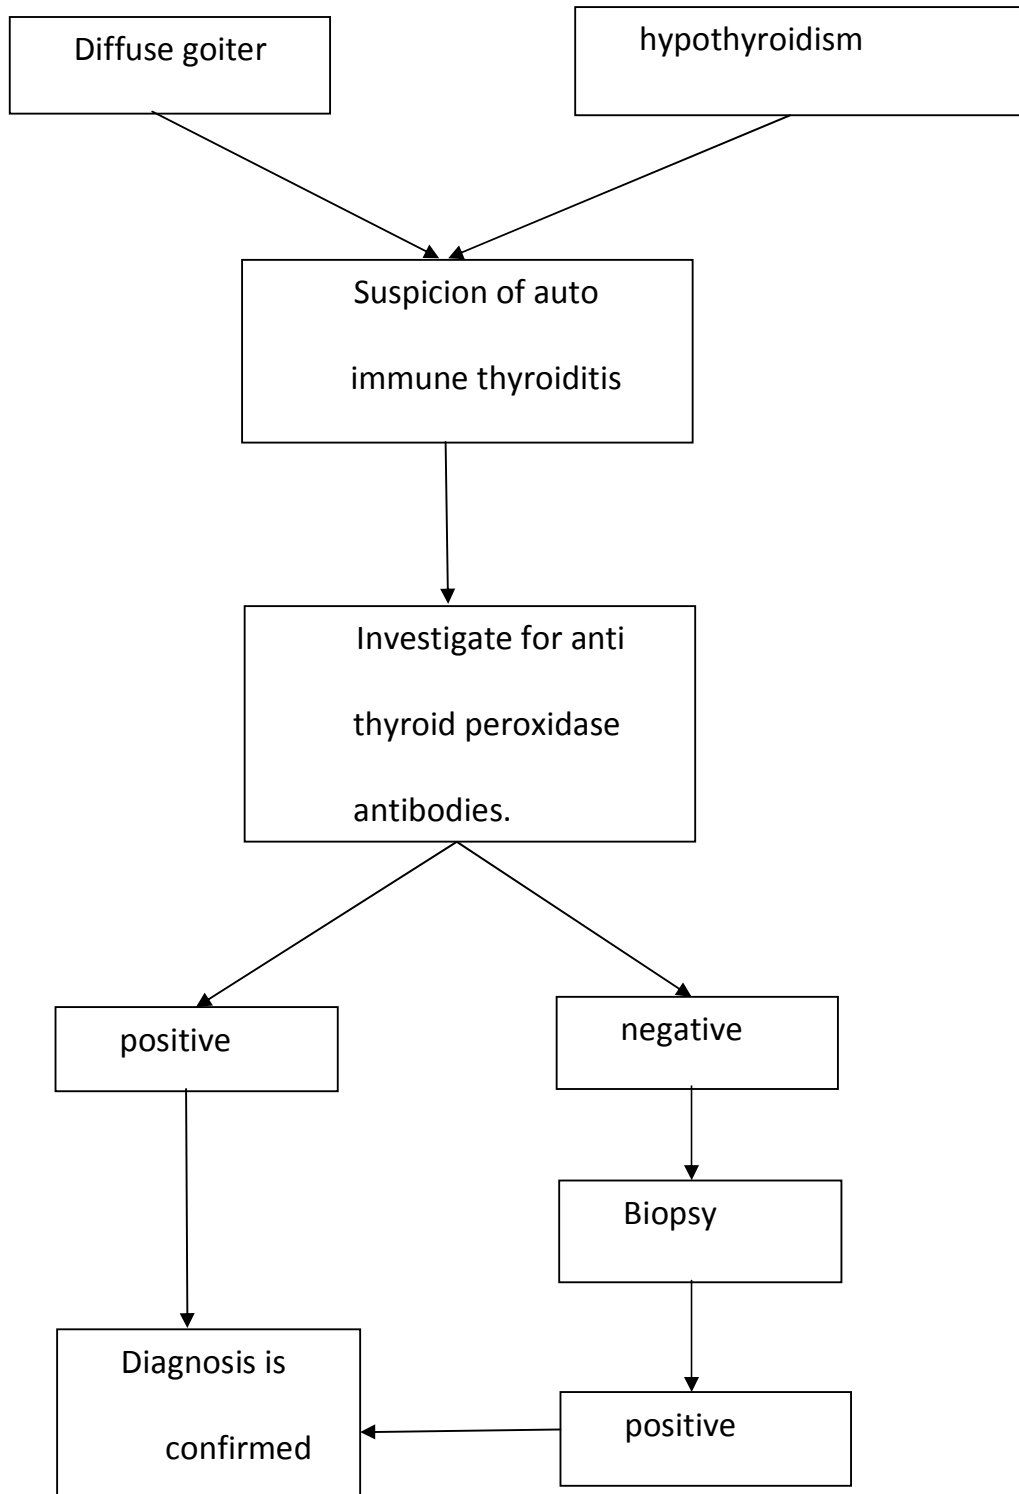 Diffuse goiter
hypothyroidism
Suspicion of auto
immune thyroiditis
Investigate for anti
thyroid peroxidase
antibodies.
positive
negative
Biopsy
Diagnosis is
confirmed
positive